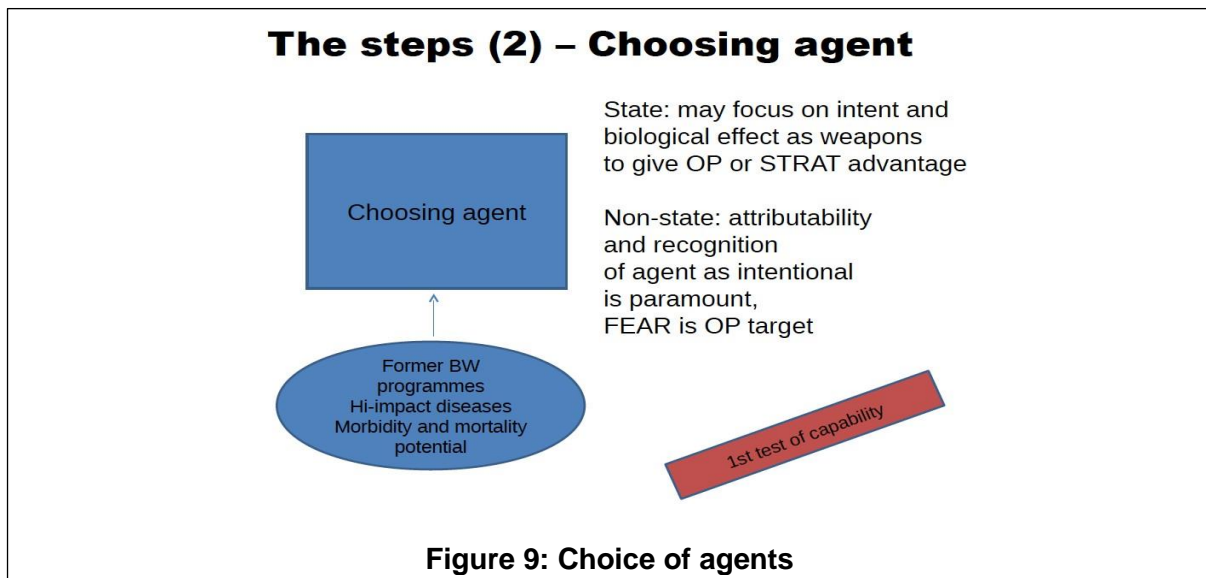 The steps (2) – Choosing agent
State: may focus on intent and
biological effect as weapons
to give OP or STRAT advantage
Choosing agent
Non-state: attributability
and recognition
of agent as intentional
is paramount,
FEAR is OP target
Former BW
programmes
Hi-impact diseases
Morbidity and mortality
potential
1st test of capability
Figure 9: Choice of agents